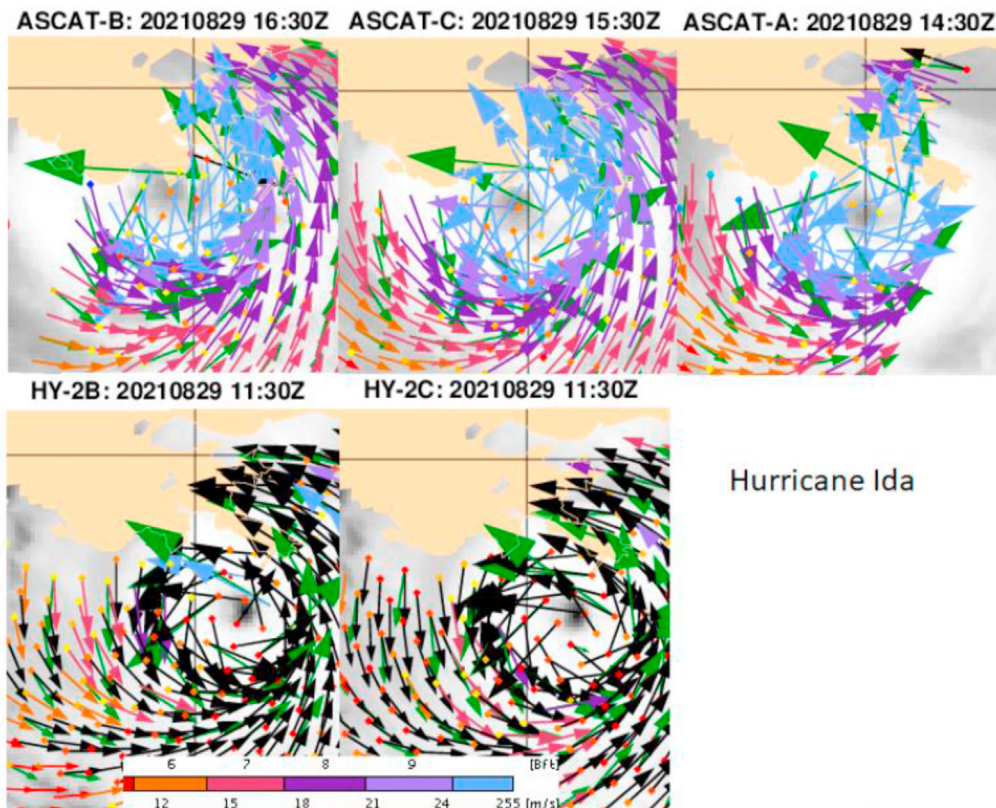 ASCAT-B: 20210829 16:30Z
ASCAT-C: 20210829 15:30Z
ASCAT-A: 20210829 14:30Z
HY-2B: 20210829 11:30Z
HY-2C: 20210829 11:30Z
Hurricane Ida
6 7 8 9 [Bft]
12 15 18 21 24 255 [m/s]